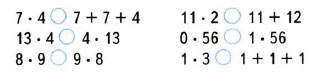 7 · 4 ◯ 7 + 7 + 4 11 · 2 ◯ 11 + 12
13 · 4 ◯ 4 · 13 0 · 56 ◯ 1 · 56
8 · 9 ◯ 9 · 8 1 · 3 ◯ 1 + 1 + 1